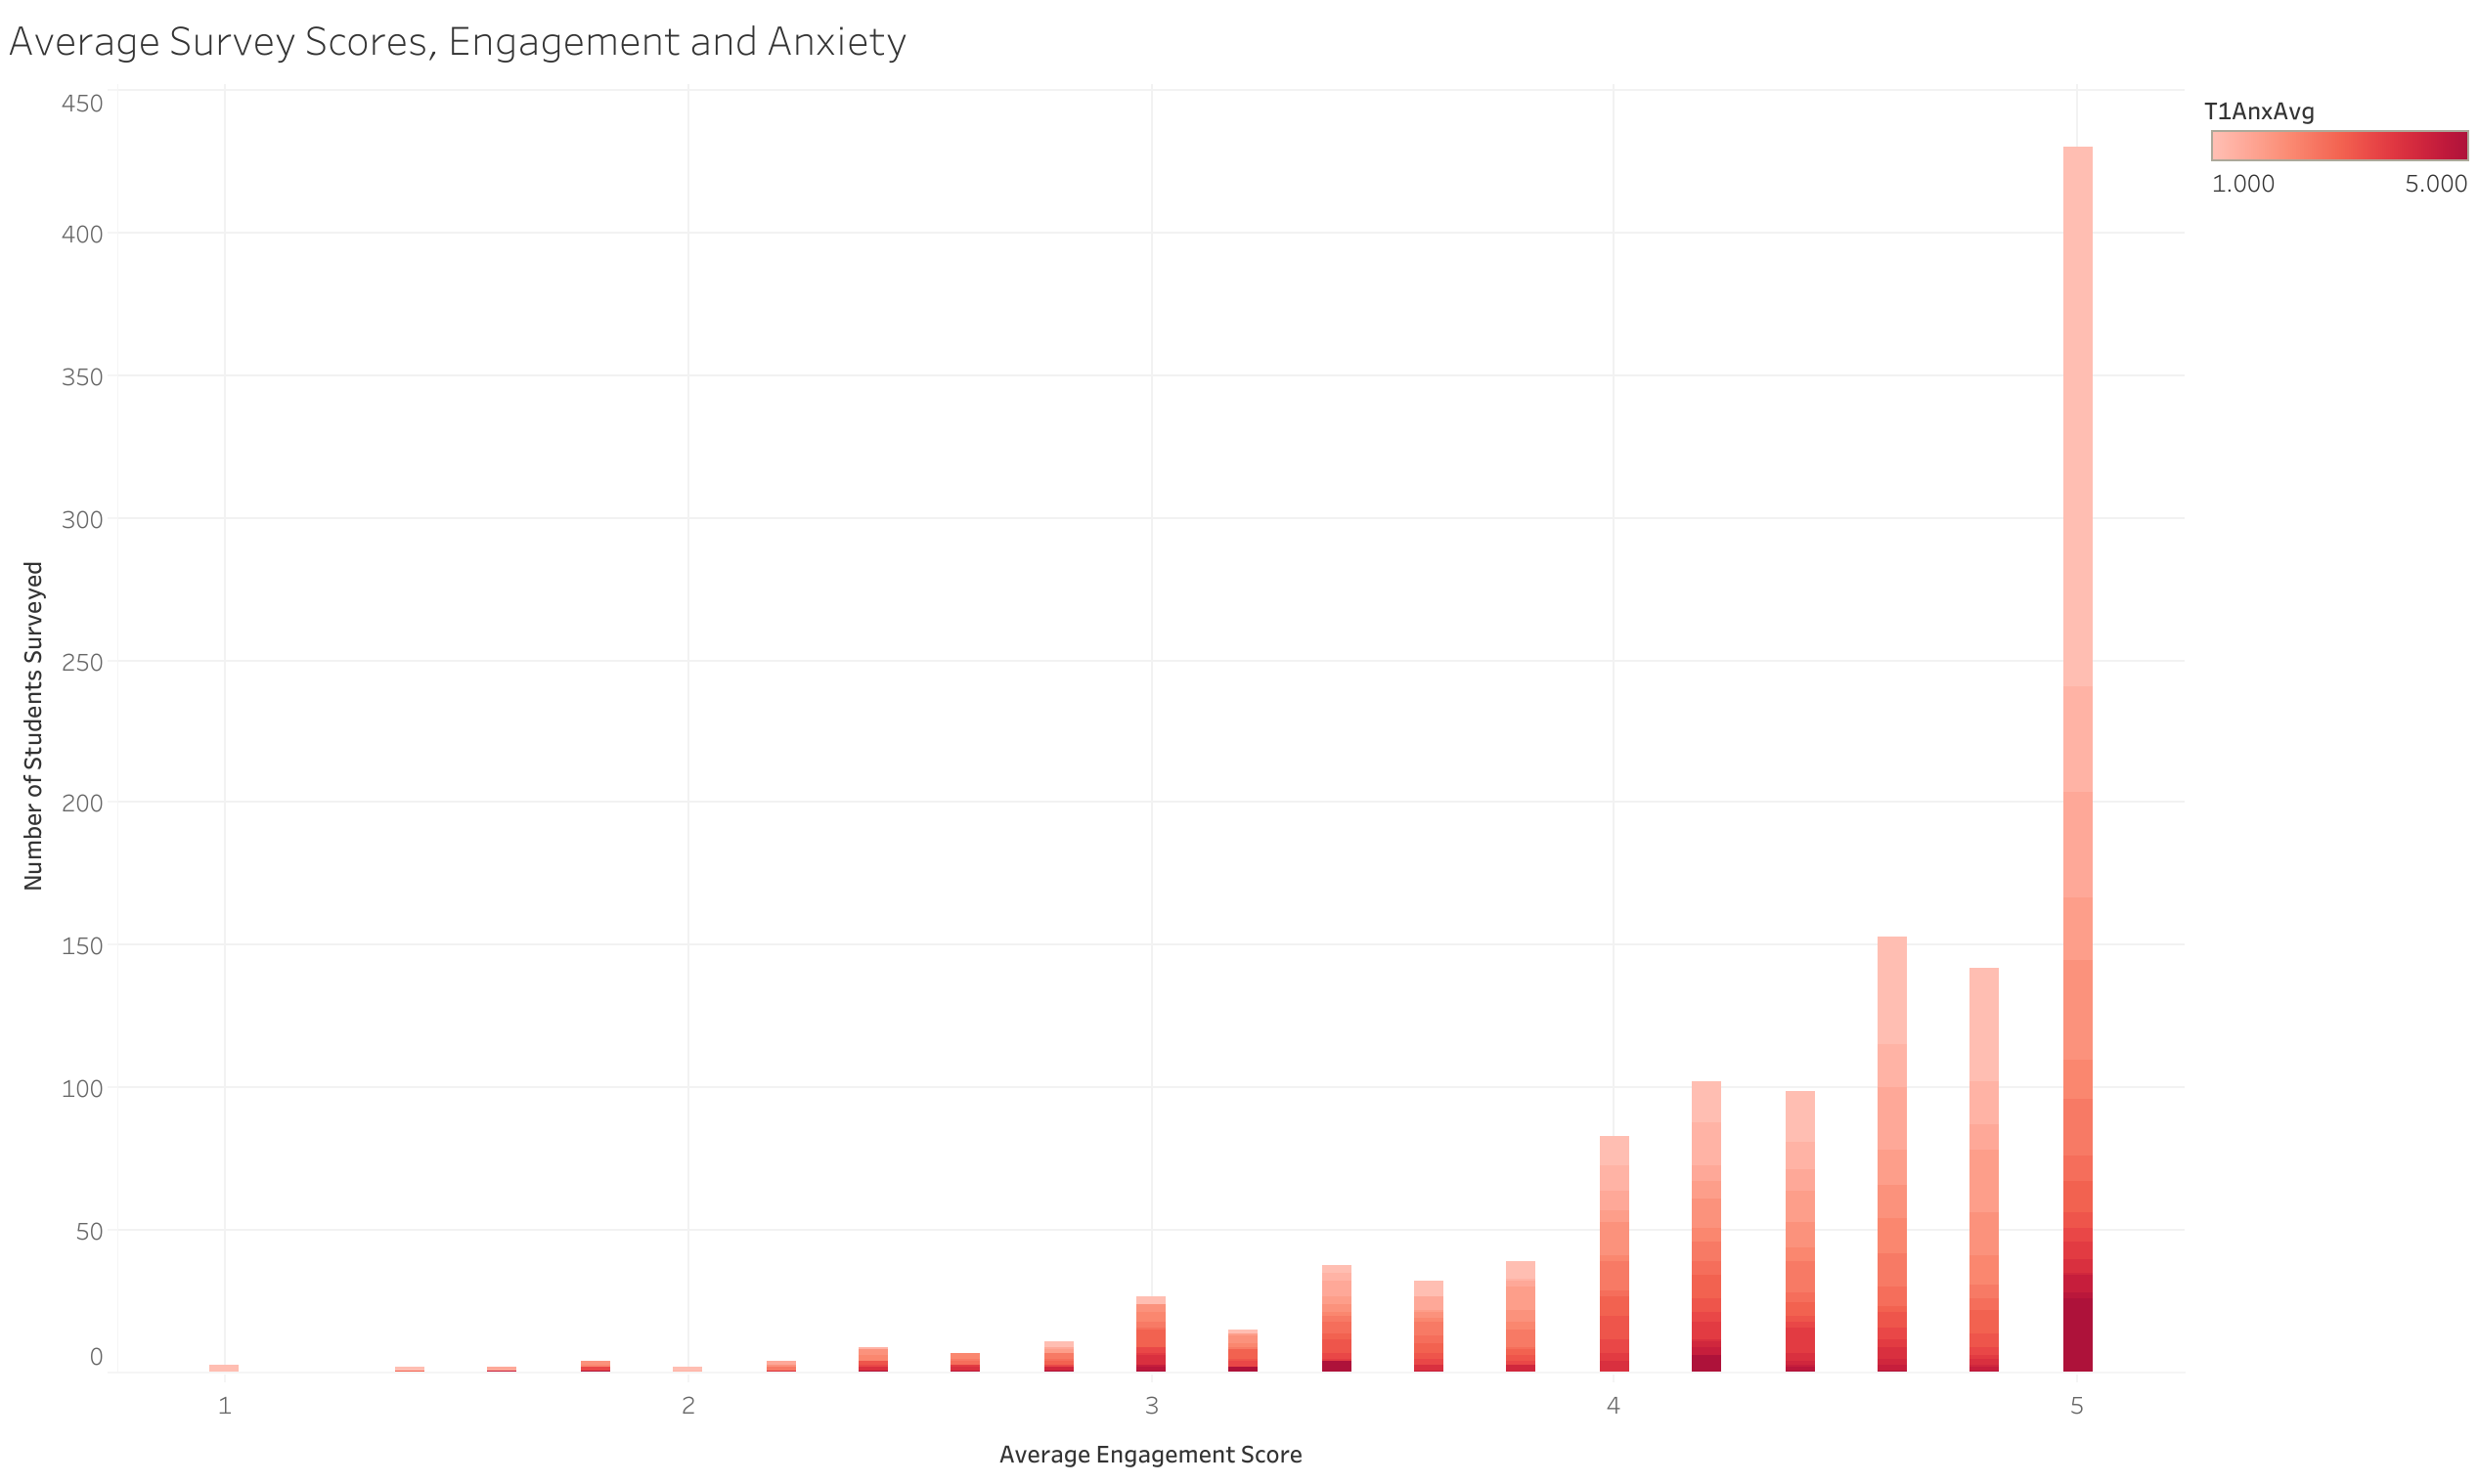 Average Survey Scores, Engagement and Anxiety
T1AnxAvg
1.000 5.000
Number of Students Surveyed
450
400
350
300
250
200
150
100
50
0
1 2 3 4 5
Average Engagement Score